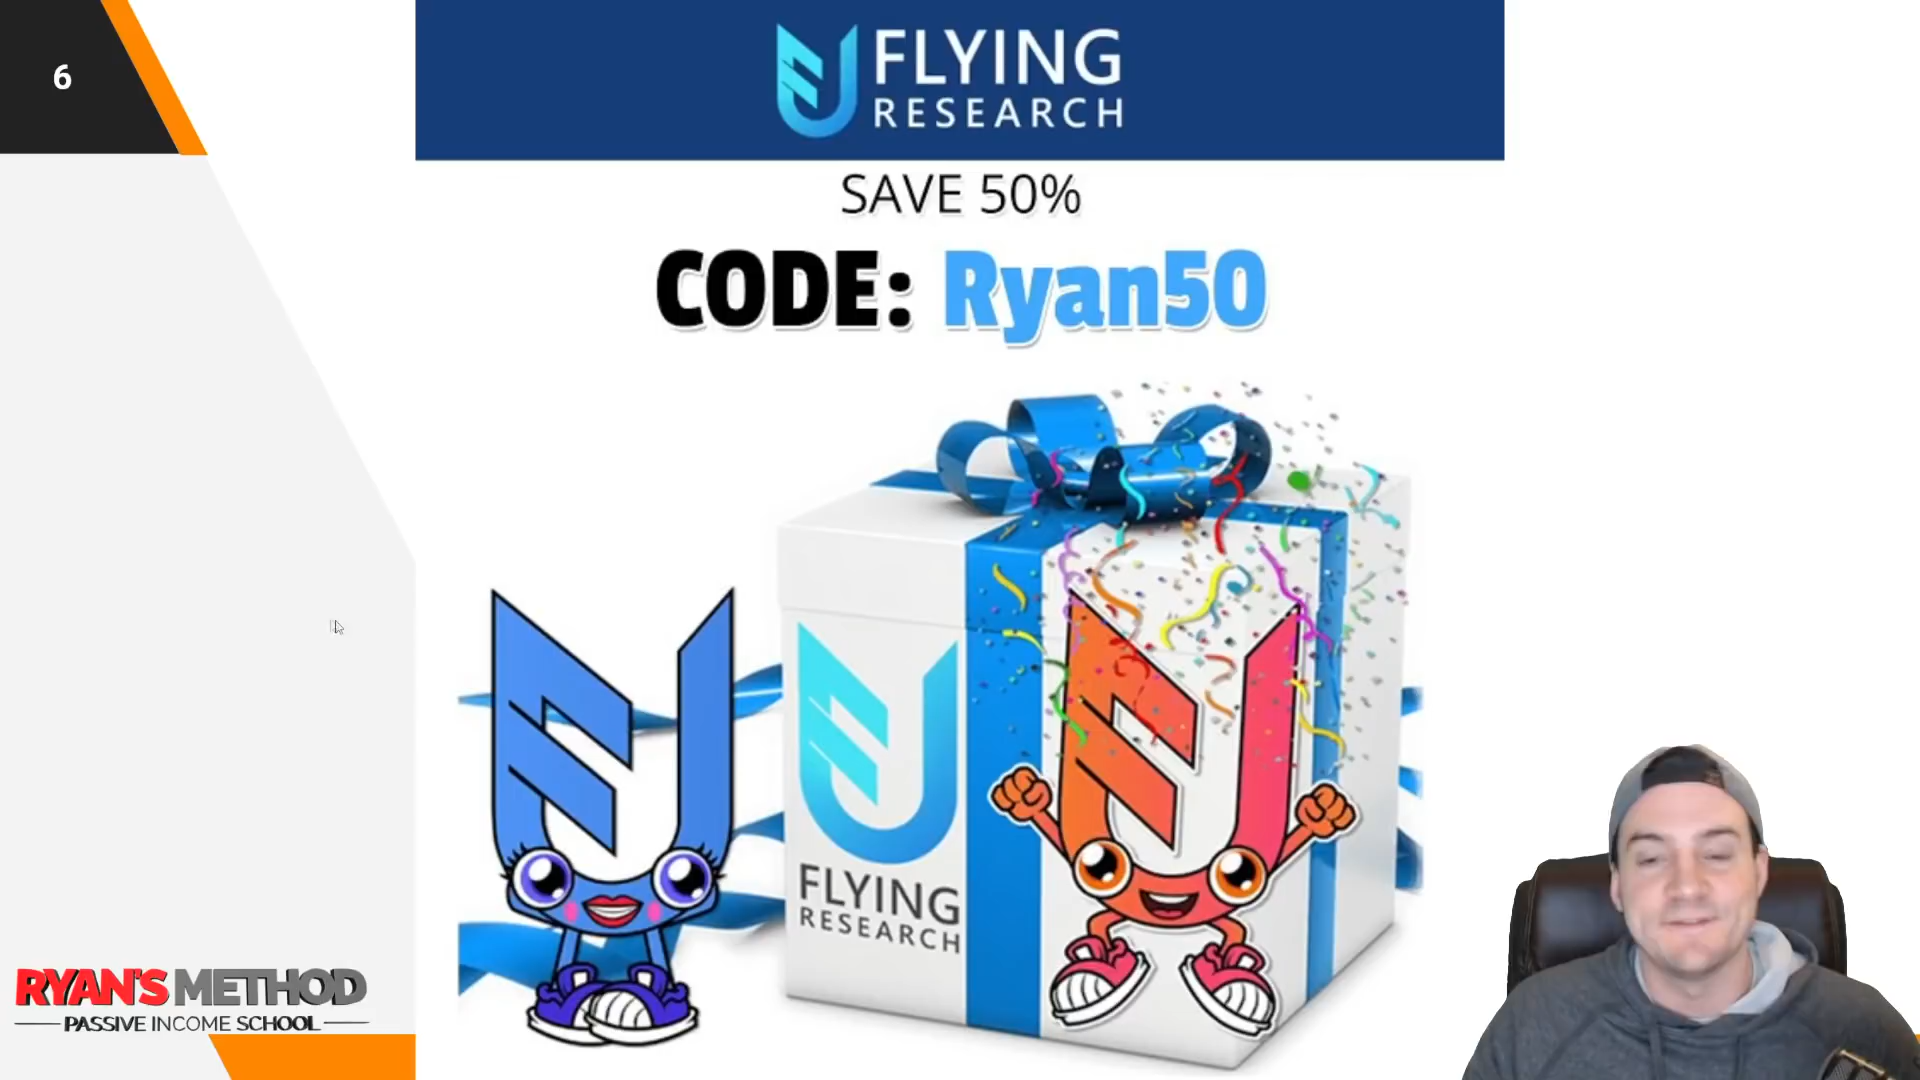 6
FLYING
RESEARCH
SAVE 50%
CODE: Ryan50
FLYING
RESEARCH
RYAN'S METHOD
PASSIVE INCOME SCHOOL